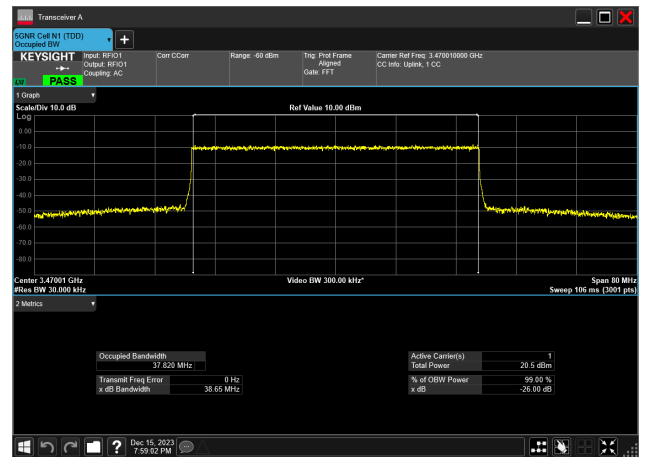 Transceiver A
5GNR Cell N1 (TDD)
Occupied BW
+
KEYSIGHT
LW PASS
Input: RFIO1
Output: RFIO1
Coupling: AC
Corr CCorr
Range: -60 dBm
Trig: Prot Frame
Aligned
Gate: FFT
Carrier Ref Freq: 3.470010000 GHz
CC Info: Uplink, 1 CC
1 Graph
Scale/Div 10.0 dB
Ref Value 10.00 dBm
Log
0.00
-10.0
-20.0
-30.0
-40.0
-50.0
-60.0
-70.0
-80.0
Center 3.47001 GHz
Video BW 300.00 kHz*
Span 80 MHz
#Res BW 30.000 kHz
Sweep 106 ms (3001 pts)
2 Metrics
Occupied Bandwidth
37.820 MHz
Transmit Freq Error 0 Hz
x dB Bandwidth 38.65 MHz
Active Carrier(s) 1
Total Power 20.5 dBm
% of OBW Power 99.00 %
x dB -26.00 dB
?
Dec 15, 2023
7:59:02 PM